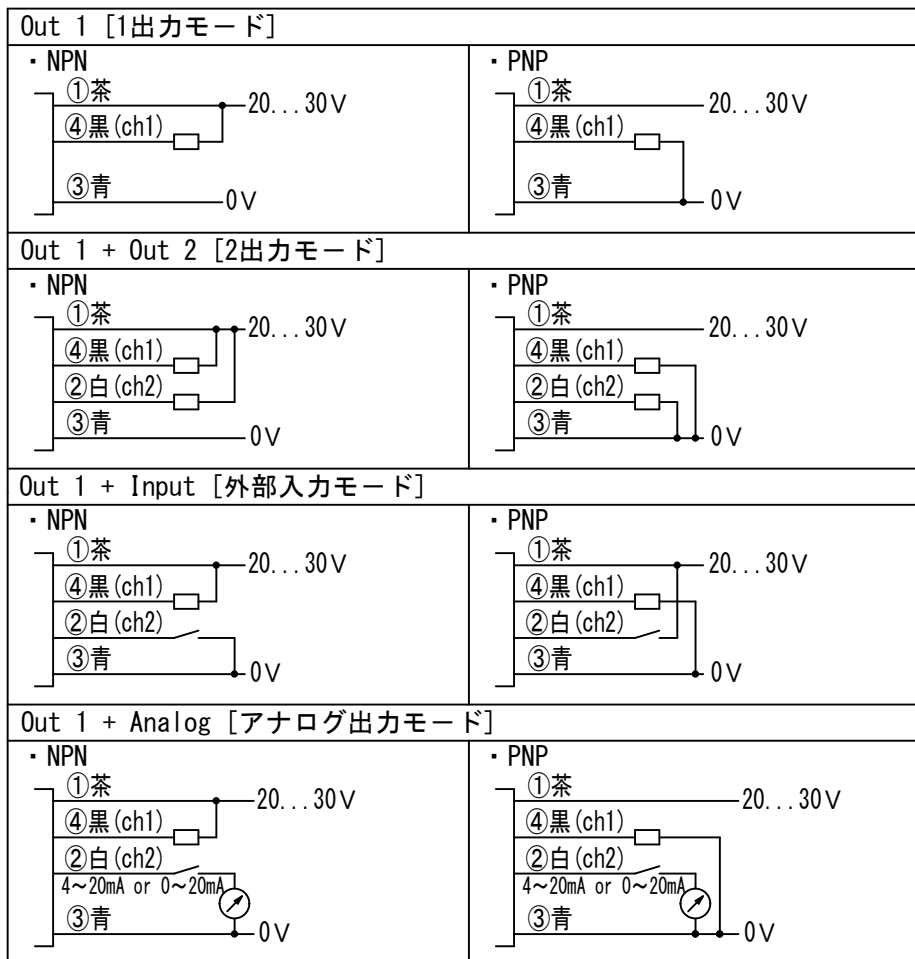 Out 1 [1出力モード]
・NPN
①茶
20...30V
④黒(ch1)
③青
0V
・PNP
①茶
20...30V
④黒(ch1)
③青
0V
Out 1 + Out 2 [2出力モード]
・NPN
①茶
20...30V
④黒(ch1)
②白(ch2)
③青
0V
・PNP
①茶
20...30V
④黒(ch1)
②白(ch2)
③青
0V
Out 1 + Input [外部入力モード]
・NPN
①茶
20...30V
④黒(ch1)
②白(ch2)
③青
0V
・PNP
①茶
20...30V
④黒(ch1)
②白(ch2)
③青
0V
Out 1 + Analog [アナログ出力モード]
・NPN
①茶
20...30V
④黒(ch1)
②白(ch2)
4～20mA or 0～20mA
③青
0V
・PNP
①茶
20...30V
④黒(ch1)
②白(ch2)
4～20mA or 0～20mA
③青
0V